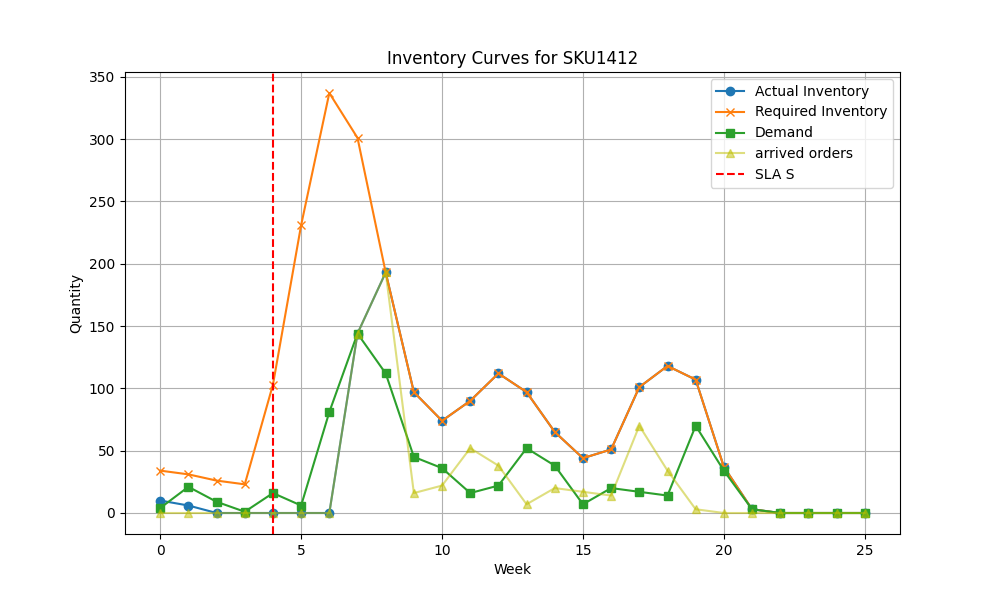 Inventory Curves for SKU1412
350
300
250
200
150
100
50
0
Quantity
Actual Inventory
Required Inventory
Demand
arrived orders
SLA S
0 5 10 15 20 25
Week